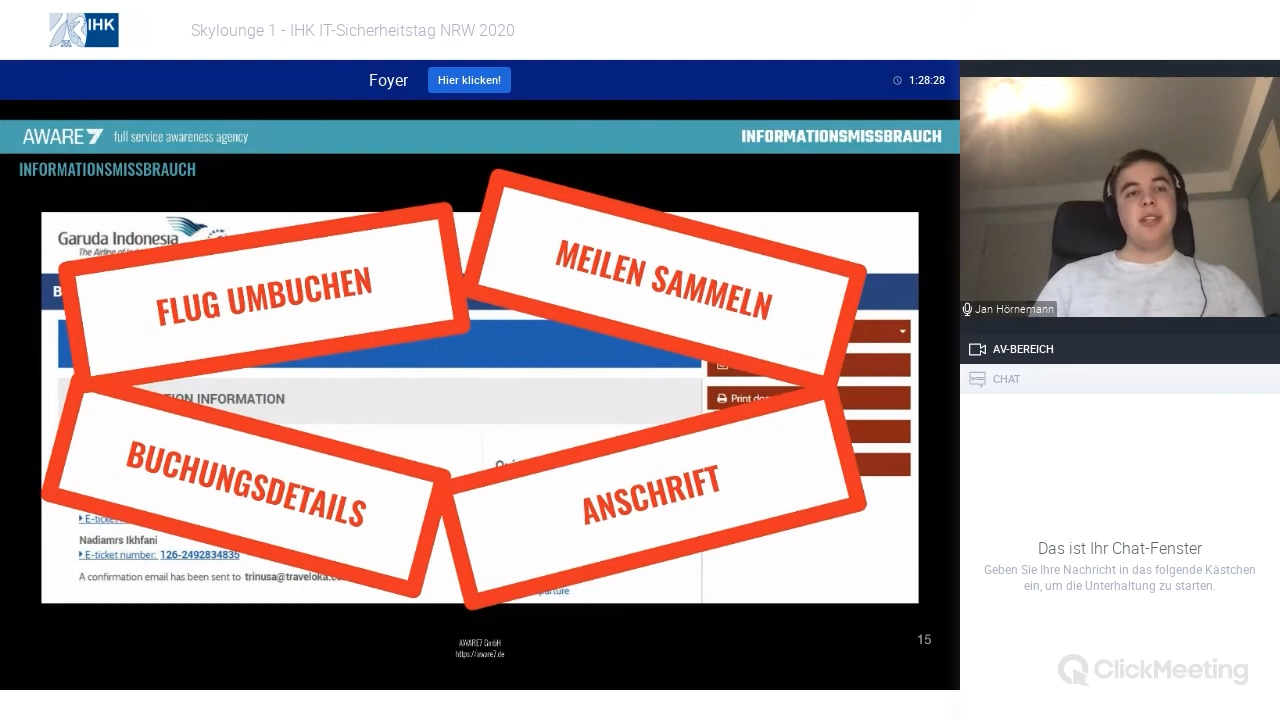 IHK
Skylounge 1 - IHK IT-Sicherheitstag NRW 2020
Foyer
Hier klicken!
1:28:28
AWARE7 full service awareness agency
INFORMATIONSMISSBRAUCH
INFORMATIONSMISSBRAUCH
Garuda Indonesia
The Airline of
B
FLUG UMBUCHEN
MEILEN SAMMELN
INFORMATION
Print
BUCHUNGSDETAILS
ANSCHRIFT
E-ticket
Nadiamrs Ikhfani
E-ticket number: 126-2492834835
A confirmation email has been sent to trinusa@traveloka.c
parture
AWARE7 GmbH
https://aware7.de
15
Jan Hörnemann
AV-BEREICH
CHAT
Das ist Ihr Chat-Fenster
Geben Sie Ihre Nachricht in das folgende Kästchen
ein, um die Unterhaltung zu starten.
ClickMeeting